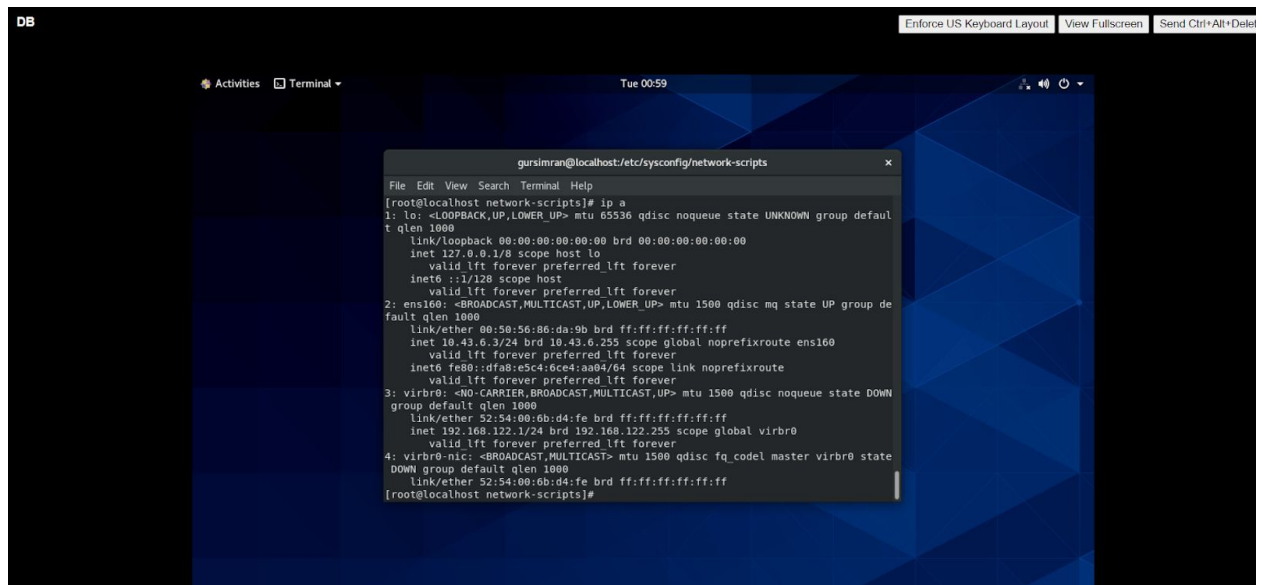 DB
Enforce US Keyboard Layout View Fullscreen Send Ctrl+Alt+Delet
Activities Terminal Tue 00:59
gursimran@localhost:/etc/sysconfig/network-scripts
File Edit View Search Terminal Help
[root@localhost network-scripts]# ip a
1: lo: <LOOPBACK,UP,LOWER_UP> mtu 65536 qdisc noqueue state UNKNOWN group defaul
t qlen 1000
link/loopback 00:00:00:00:00:00 brd 00:00:00:00:00:00
inet 127.0.0.1/8 scope host lo
valid_lft forever preferred_lft forever
inet6 ::1/128 scope host
valid_lft forever preferred_lft forever
2: ens160: <BROADCAST,MULTICAST,UP,LOWER_UP> mtu 1500 qdisc mq state UP group de
fault qlen 1000
link/ether 00:50:56:86:da:9b brd ff:ff:ff:ff:ff:ff
inet 10.43.6.3/24 brd 10.43.6.255 scope global noprefixroute ens160
valid_lft forever preferred_lft forever
inet6 fe80::dfa8:e5c4:6ce4:aa04/64 scope link noprefixroute
valid_lft forever preferred_lft forever
3: virbr0: <NO-CARRIER,BROADCAST,MULTICAST,UP> mtu 1500 qdisc noqueue state DOWN
group default qlen 1000
link/ether 52:54:00:6b:d4:fe brd ff:ff:ff:ff:ff:ff
inet 192.168.122.1/24 brd 192.168.122.255 scope global virbr0
valid_lft forever preferred_lft forever
4: virbr0-nic: <BROADCAST,MULTICAST> mtu 1500 qdisc fq_codel master virbr0 state
DOWN group default qlen 1000
link/ether 52:54:00:6b:d4:fe brd ff:ff:ff:ff:ff:ff
[root@localhost network-scripts]#